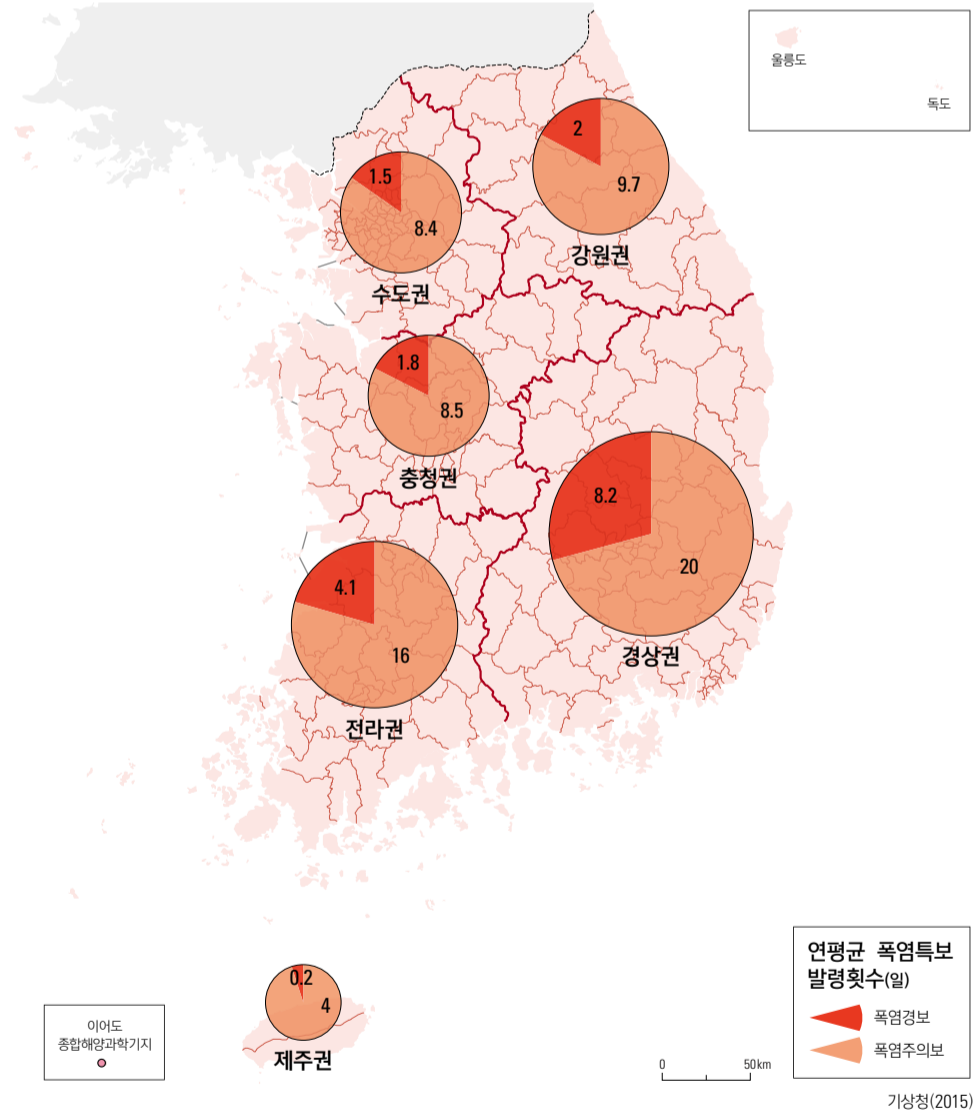 울릉도
독도
2
9.7
강원권
1.5
8.4
수도권
1.8
8.5
충청권
8.2
20
경상권
4.1
16
전라권
0.2
4
제주권
이어도
종합해양과학기지
0 50km
연평균 폭염특보
발령횟수(일)
폭염경보
폭염주의보
기상청(2015)